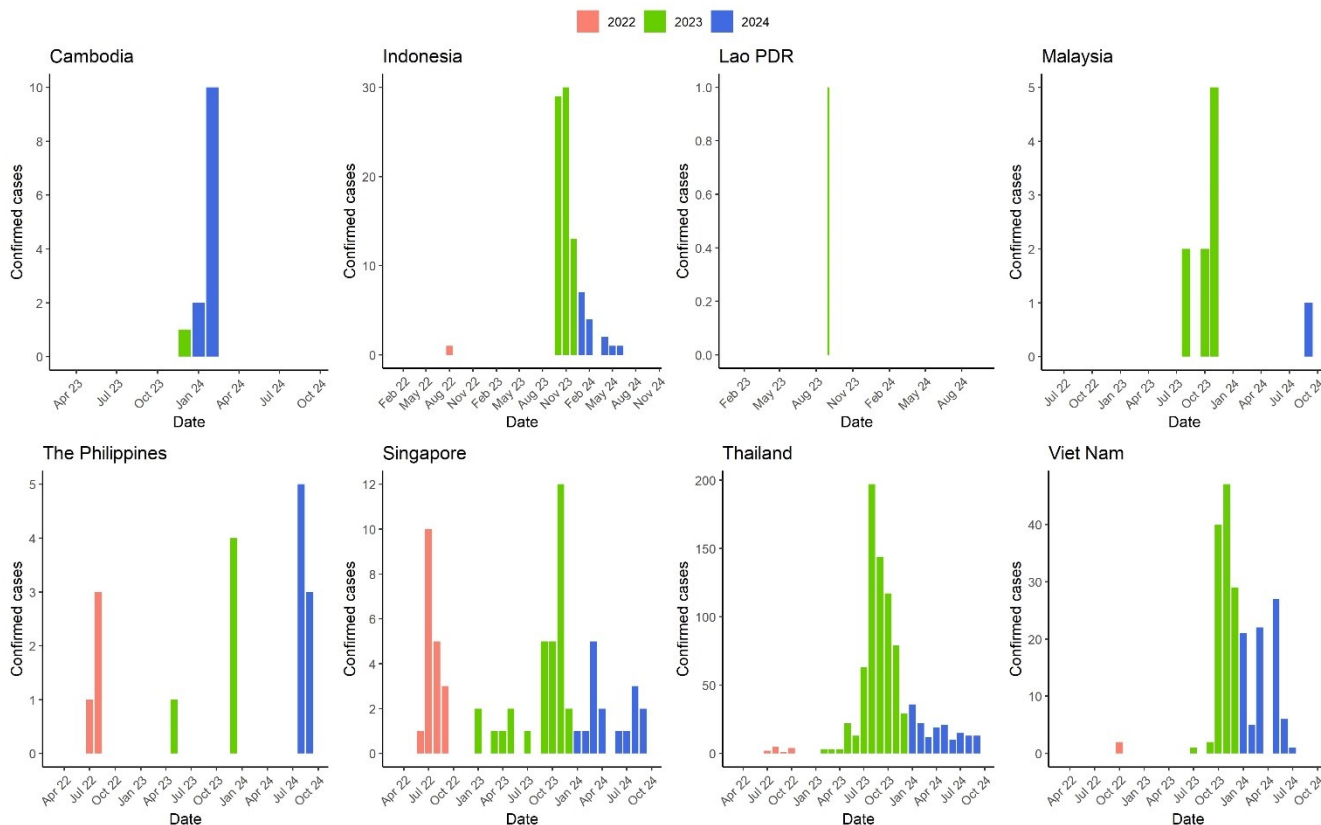 2022 2023 2024
Cambodia
Confirmed cases
10
8
6
4
2
0
Apr 23 Jul 23 Oct 23 Jan 24 Apr 24 Jul 24 Oct 24
Date
Indonesia
Confirmed cases
30
20
10
0
Feb 22 May 22 Aug 22 Nov 22 Feb 23 May 23 Aug 23 Nov 23 Feb 24 May 24 Aug 24 Nov 24
Date
Lao PDR
Confirmed cases
1.0
0.8
0.6
0.4
0.2
0.0
Feb 23 May 23 Aug 23 Nov 23 Feb 24 May 24 Aug 24
Date
Malaysia
Confirmed cases
5
4
3
2
1
0
Jul 22 Oct 22 Jan 23 Apr 23 Jul 23 Oct 23 Jan 24 Apr 24 Jul 24 Oct 24
Date
The Philippines
Confirmed cases
5
4
3
2
1
0
Apr 22 Jul 22 Oct 22 Jan 23 Apr 23 Jul 23 Oct 23 Jan 24 Apr 24 Jul 24 Oct 24
Date
Singapore
Confirmed cases
12
10
8
6
4
2
0
Apr 22 Jul 22 Oct 22 Jan 23 Apr 23 Jul 23 Oct 23 Jan 24 Apr 24 Jul 24 Oct 24
Date
Thailand
Confirmed cases
200
150
100
50
0
Apr 22 Jul 22 Oct 22 Jan 23 Apr 23 Jul 23 Oct 23 Jan 24 Apr 24 Jul 24 Oct 24
Date
Viet Nam
Confirmed cases
40
30
20
10
0
Apr 22 Jul 22 Oct 22 Jan 23 Apr 23 Jul 23 Oct 23 Jan 24 Apr 24 Jul 24 Oct 24
Date